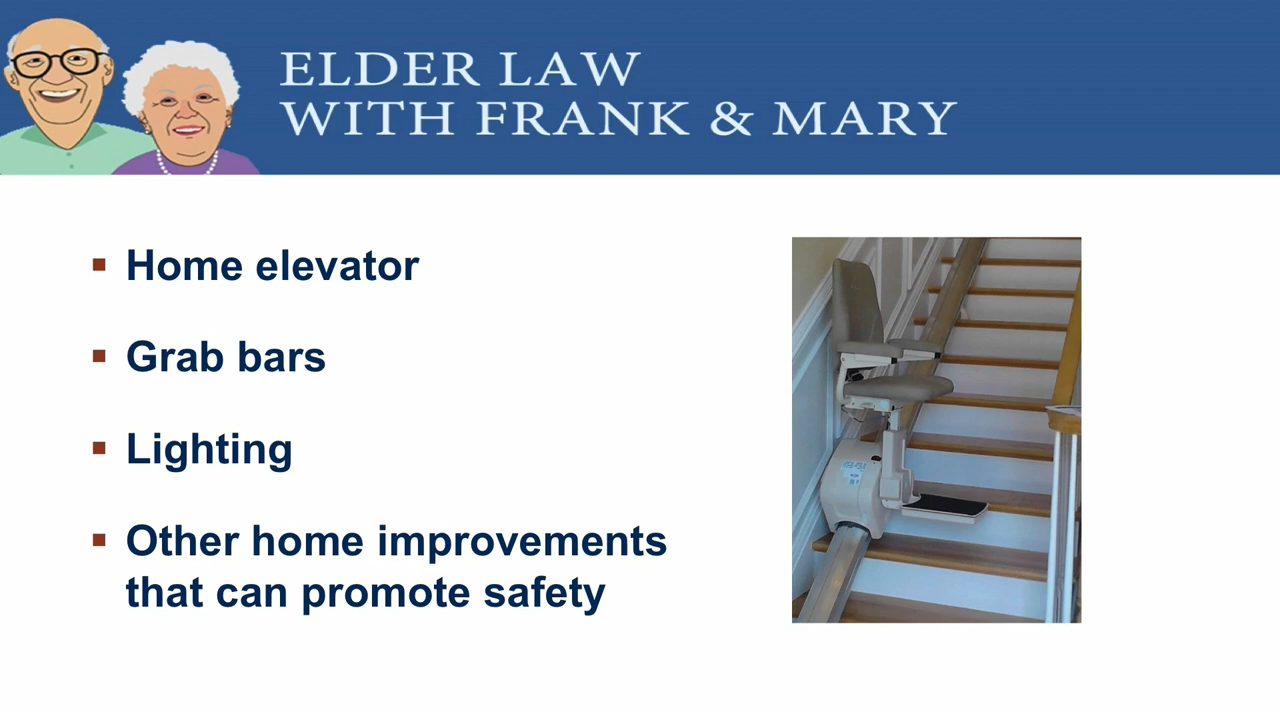 ELDER LAW
WITH FRANK & MARY
Home elevator
Grab bars
Lighting
Other home improvements
that can promote safety